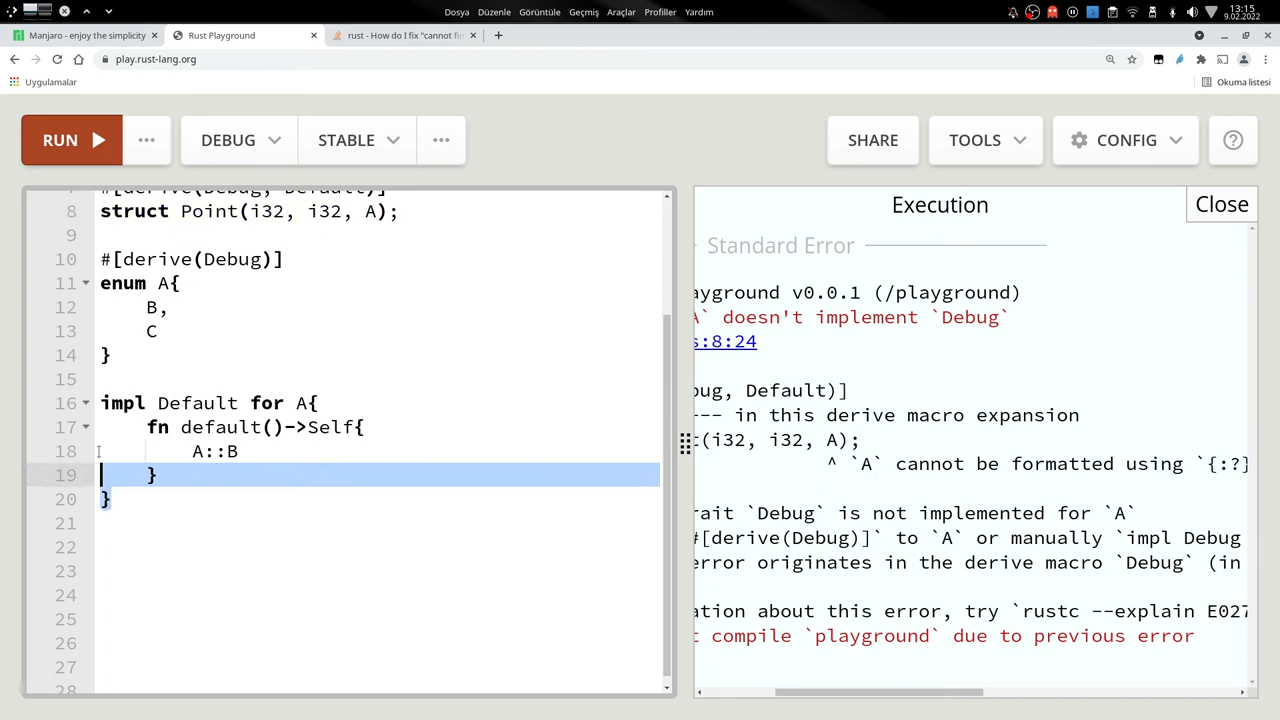 Dosya Düzenle Görüntüle Geçmiş Araçlar Profiller Yardım
13:15
9.02.2022
Manjaro - enjoy the simplicity
Rust Playground
rust - How do I fix "cannot fin
play.rust-lang.org
Uygulamalar
Okuma listesi
RUN
DEBUG
STABLE
SHARE
TOOLS
CONFIG
#[derive(Debug, Default)]
8 struct Point(i32, i32, A);
9
10 #[derive(Debug)]
11 enum A{
12 B,
13 C
14 }
15
16 impl Default for A{
17 fn default()->Self{
18 A::B
19 }
20 }
21
22
23
24
25
26
27
28
Execution
Close
Standard Error
ayground v0.0.1 (/playground)
A` doesn't implement `Debug`
s:8:24
bug, Default)]
--- in this derive macro expansion
t(i32, i32, A);
^ `A` cannot be formatted using `{:?}
rait `Debug` is not implemented for `A`
#[derive(Debug)]` to `A` or manually `impl Debug
error originates in the derive macro `Debug` (in
ation about this error, try `rustc --explain E027
t compile `playground` due to previous error